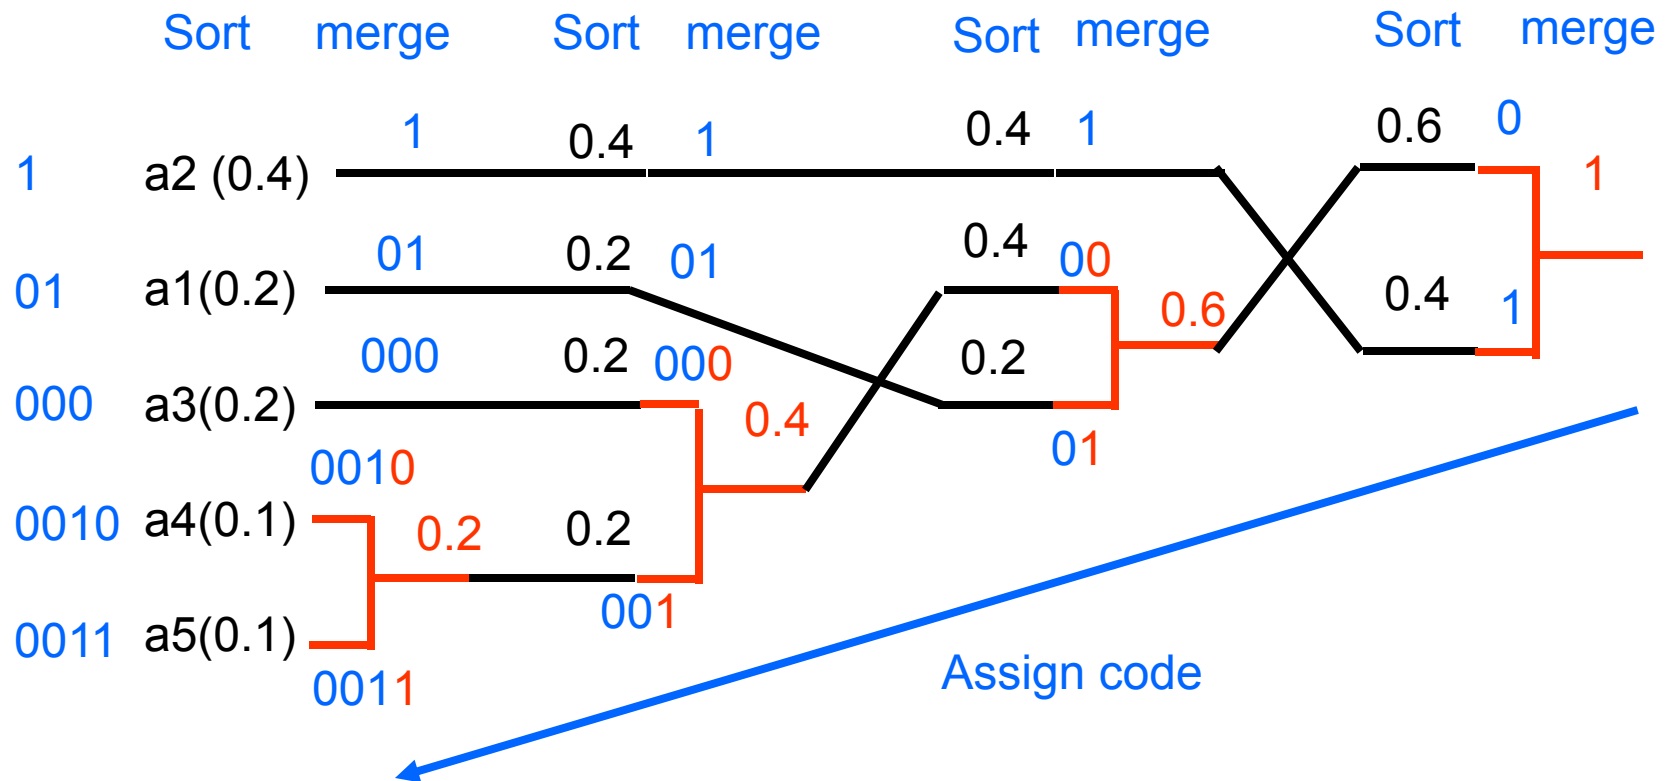 Sort merge Sort merge Sort merge Sort merge
1 0.4 1 0.4 1 0.6 0
1 a2 (0.4) 1
01 0.2 01 0.4 00
01 a1(0.2) 0.6 0.4 1
000 0.2 000 0.2
000 a3(0.2) 0.4
0010 01
0010 a4(0.1) 0.2 0.2
001
0011 a5(0.1)
0011 Assign code